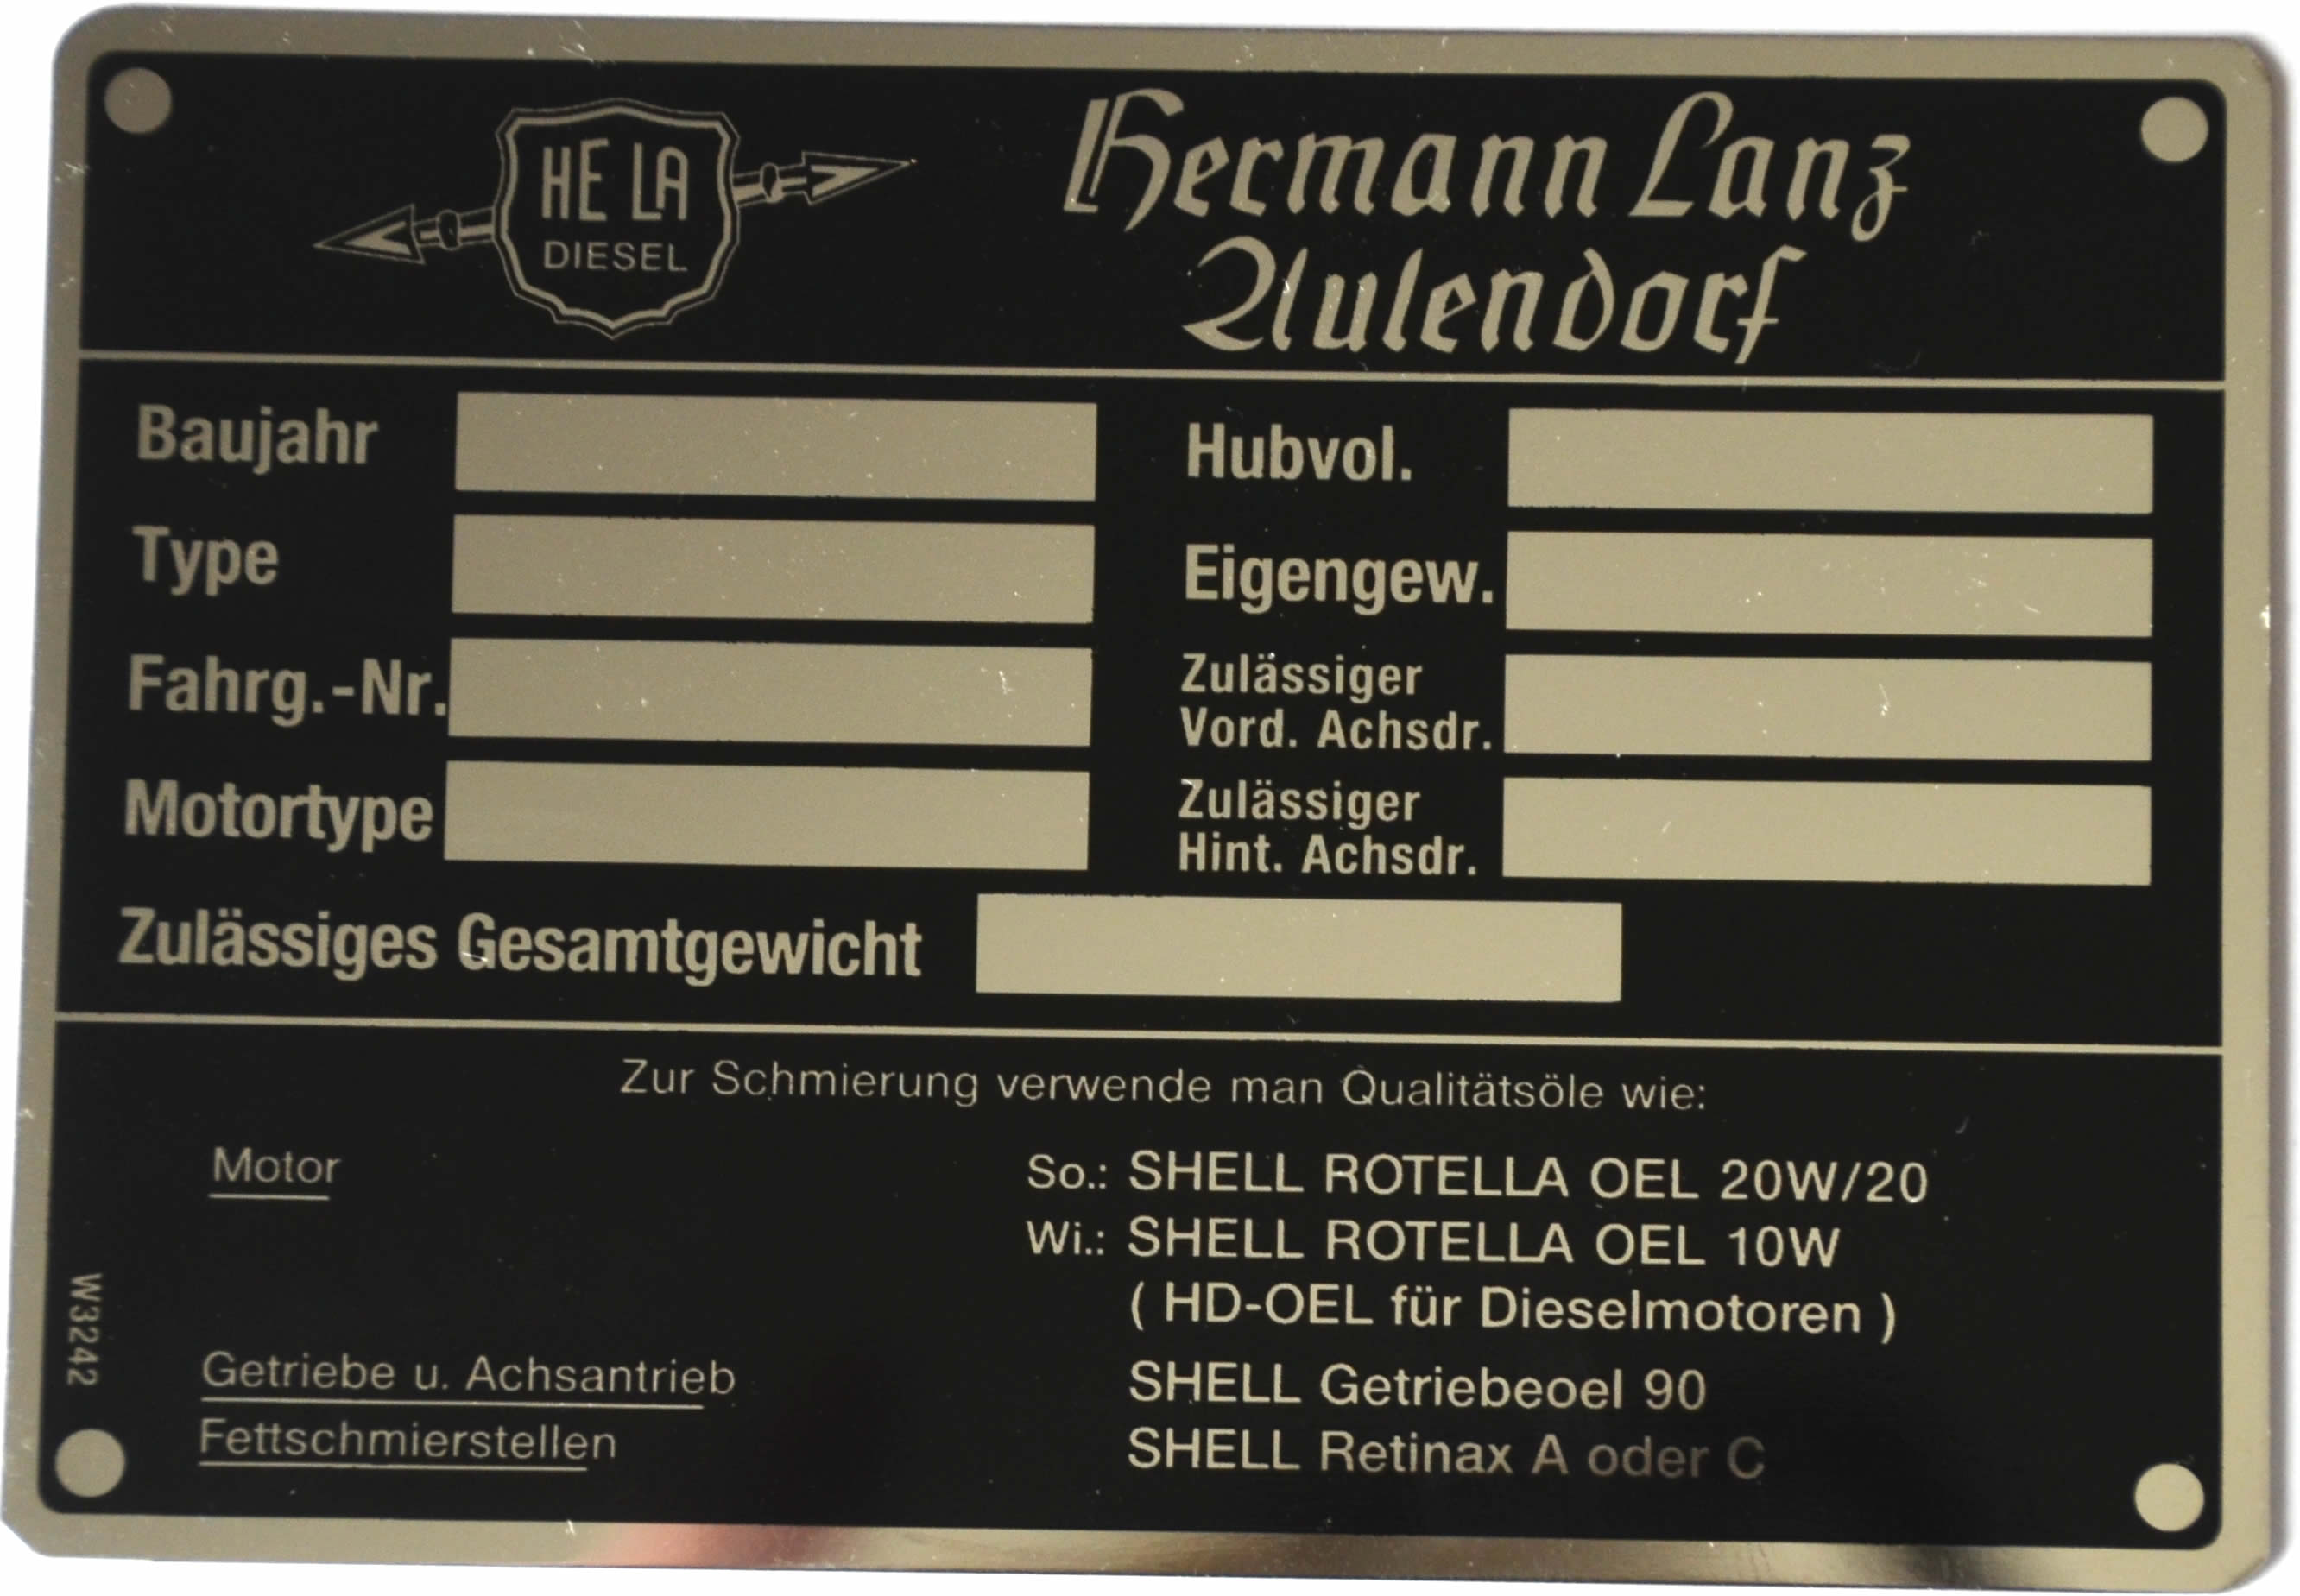 HE LA
DIESEL
Hermann Lanz
Aulendorf
Baujahr
Hubvol.
Type
Eigengew.
Fahrg.-Nr.
Zulässiger
Vord. Achsdr.
Motortype
Zulässiger
Hint. Achsdr.
Zulässiges Gesamtgewicht
Zur Schmierung verwende man Qualitätsöle wie:
Motor
So.: SHELL ROTELLA OEL 20W/20
Wi.: SHELL ROTELLA OEL 10W
( HD-OEL für Dieselmotoren )
Getriebe u. Achsantrieb
SHELL Getriebeoel 90
Fettschmierstellen
SHELL Retinax A oder C
W3242